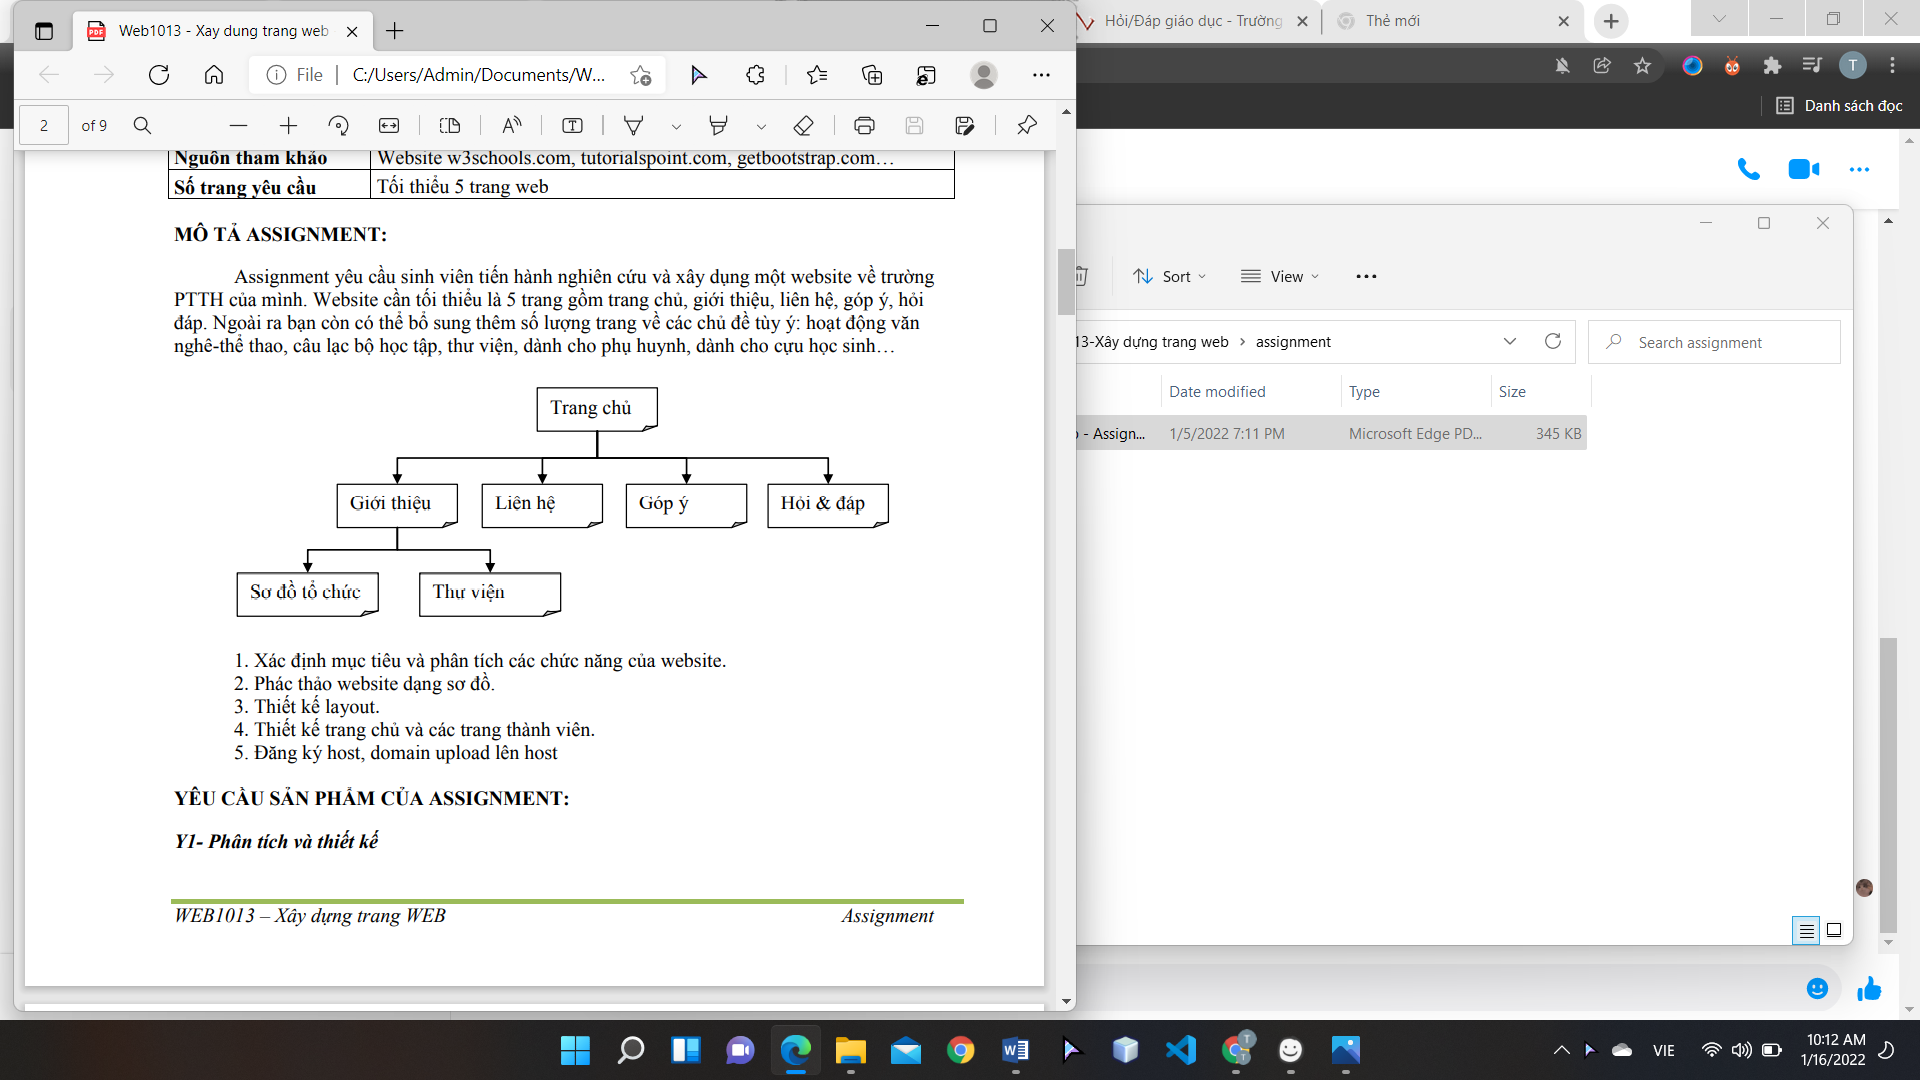 Web1013 - Xay dung trang web
Hỏi/Đáp giáo dục - Trường
Thẻ mới
File
C:/Users/Admin/Documents/W...
T
Danh sách đọc
2 of 9
Nguồn tham khảo Website w3schools.com, tutorialspoint.com, getbootstrap.com…
Số trang yêu cầu Tối thiểu 5 trang web
MÔ TẢ ASSIGNMENT:
Assignment yêu cầu sinh viên tiến hành nghiên cứu và xây dụng một website về trường
PTTH của mình. Website cần tối thiểu là 5 trang gồm trang chủ, giới thiệu, liên hệ, góp ý, hỏi
đáp. Ngoài ra bạn còn có thể bổ sung thêm số lượng trang về các chủ đề tùy ý: hoạt động văn
nghê-thể thao, câu lạc bộ học tập, thư viện, dành cho phụ huynh, dành cho cựu học sinh…
Trang chủ
Giới thiệu
Liên hệ
Góp ý
Hỏi & đáp
Sơ đồ tổ chức
Thư viện
1. Xác định mục tiêu và phân tích các chức năng của website.
2. Phác thảo website dạng sơ đồ.
3. Thiết kế layout.
4. Thiết kế trang chủ và các trang thành viên.
5. Đăng ký host, domain upload lên host
YÊU CẦU SẢN PHẨM CỦA ASSIGNMENT:
Y1- Phân tích và thiết kế
WEB1013 – Xây dựng trang WEB
Assignment
Sort
View
13-Xây dựng trang web
assignment
Search assignment
Date modified
Type
Size
- Assign...
1/5/2022 7:11 PM
Microsoft Edge PD...
345 KB
VIE
10:12 AM
1/16/2022